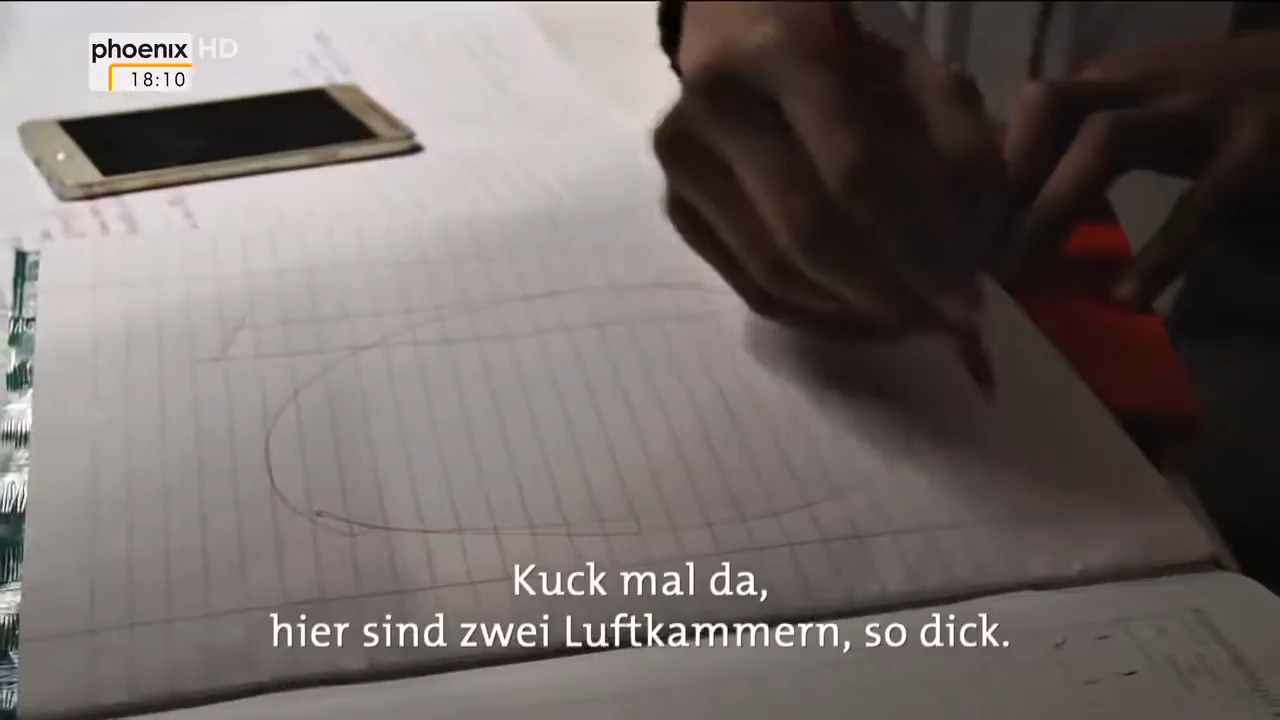 phoenix HD
18:10
Kuck mal da,
hier sind zwei Luftkammern, so dick.